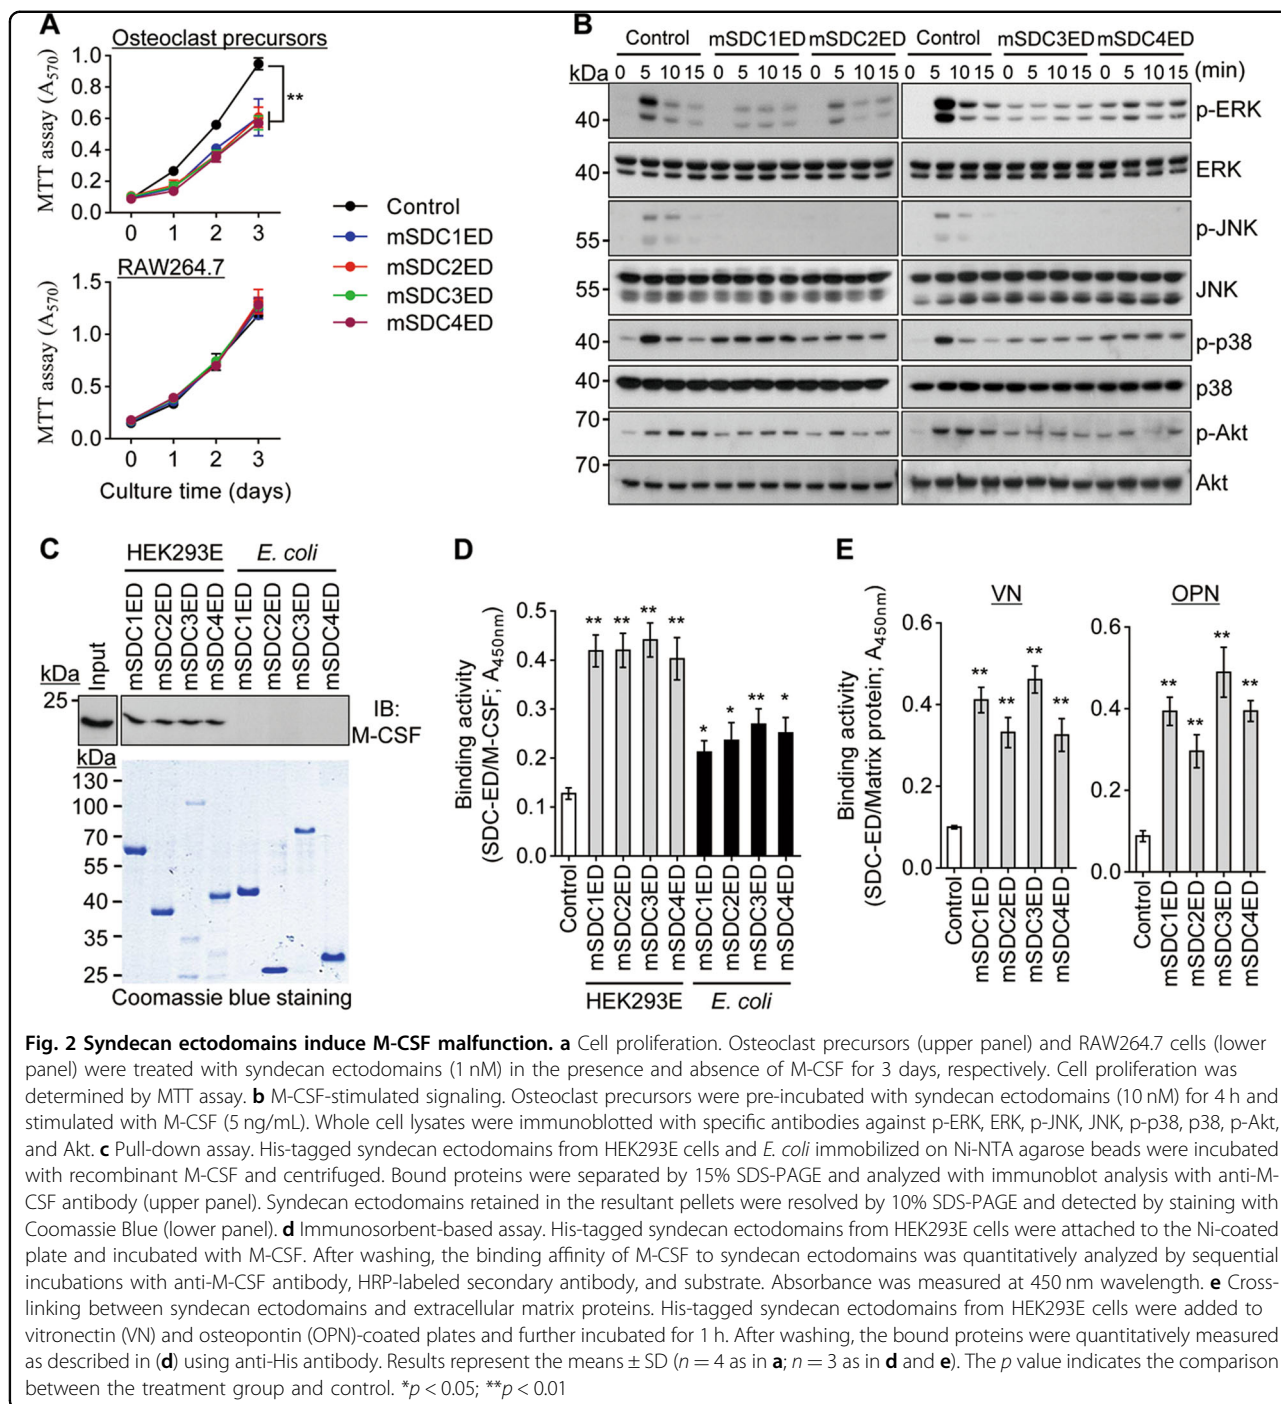 A
Osteoclast precursors
MTT assay (A570)
1.0
0.8
0.6
0.4
0.2
0.0
**
0 1 2 3
RAW264.7
MTT assay (A570)
1.5
1.0
0.5
0.0
0 1 2 3
Culture time (days)
Control
mSDC1ED
mSDC2ED
mSDC3ED
mSDC4ED
B
Control mSDC1ED mSDC2ED Control mSDC3ED mSDC4ED
kDa 0 5 10 15 0 5 10 15 0 5 10 15 0 5 10 15 0 5 10 15 0 5 10 15 (min)
40 p-ERK
40 ERK
55 p-JNK
55 JNK
40 p-p38
40 p38
70 p-Akt
70 Akt
C
HEK293E E. coli
Input mSDC1ED mSDC2ED mSDC3ED mSDC4ED mSDC1ED mSDC2ED mSDC3ED mSDC4ED
kDa
25
IB:
M-CSF
kDa
130
100
70
55
40
35
25
Coomassie blue staining
D
Binding activity
(SDC-ED/M-CSF; A450nm)
0.5
0.4
0.3
0.2
0.1
0.0
** ** ** ** * * ** *
Control mSDC1ED mSDC2ED mSDC3ED mSDC4ED mSDC1ED mSDC2ED mSDC3ED mSDC4ED
HEK293E E. coli
E
Binding activity
(SDC-ED/Matrix protein; A450nm)
VN
0.6
0.4
0.2
0.0
** ** ** **
Control mSDC1ED mSDC2ED mSDC3ED mSDC4ED
OPN
0.6
0.4
0.2
0.0
** ** ** **
Control mSDC1ED mSDC2ED mSDC3ED mSDC4ED
Fig. 2 Syndecan ectodomains induce M-CSF malfunction. a Cell proliferation. Osteoclast precursors (upper panel) and RAW264.7 cells (lower
panel) were treated with syndecan ectodomains (1 nM) in the presence and absence of M-CSF for 3 days, respectively. Cell proliferation was
determined by MTT assay. b M-CSF-stimulated signaling. Osteoclast precursors were pre-incubated with syndecan ectodomains (10 nM) for 4 h and
stimulated with M-CSF (5 ng/mL). Whole cell lysates were immunoblotted with specific antibodies against p-ERK, ERK, p-JNK, JNK, p-p38, p38, p-Akt,
and Akt. c Pull-down assay. His-tagged syndecan ectodomains from HEK293E cells and E. coli immobilized on Ni-NTA agarose beads were incubated
with recombinant M-CSF and centrifuged. Bound proteins were separated by 15% SDS-PAGE and analyzed with immunoblot analysis with anti-M-
CSF antibody (upper panel). Syndecan ectodomains retained in the resultant pellets were resolved by 10% SDS-PAGE and detected by staining with
Coomassie Blue (lower panel). d Immunosorbent-based assay. His-tagged syndecan ectodomains from HEK293E cells were attached to the Ni-coated
plate and incubated with M-CSF. After washing, the binding affinity of M-CSF to syndecan ectodomains was quantitatively analyzed by sequential
incubations with anti-M-CSF antibody, HRP-labeled secondary antibody, and substrate. Absorbance was measured at 450 nm wavelength. e Cross-
linking between syndecan ectodomains and extracellular matrix proteins. His-tagged syndecan ectodomains from HEK293E cells were added to
vitronectin (VN) and osteopontin (OPN)-coated plates and further incubated for 1 h. After washing, the bound proteins were quantitatively measured
as described in (d) using anti-His antibody. Results represent the means ± SD (n = 4 as in a; n = 3 as in d and e). The p value indicates the comparison
between the treatment group and control. *p < 0.05; **p < 0.01